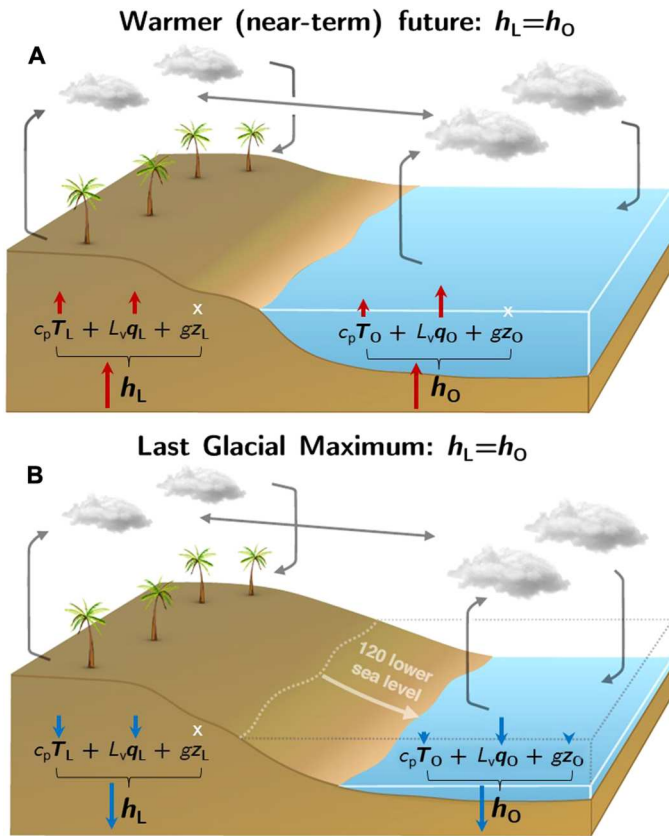 Warmer (near-term) future: hL=hO
A
x
x
cpTL + LvqL + gzL
cpTO + LvqO + gzO
hL
hO
Last Glacial Maximum: hL=hO
B
120 lower
sea level
x
cpTL + LvqL + gzL
cpTO + LvqO + gzO
hL
hO